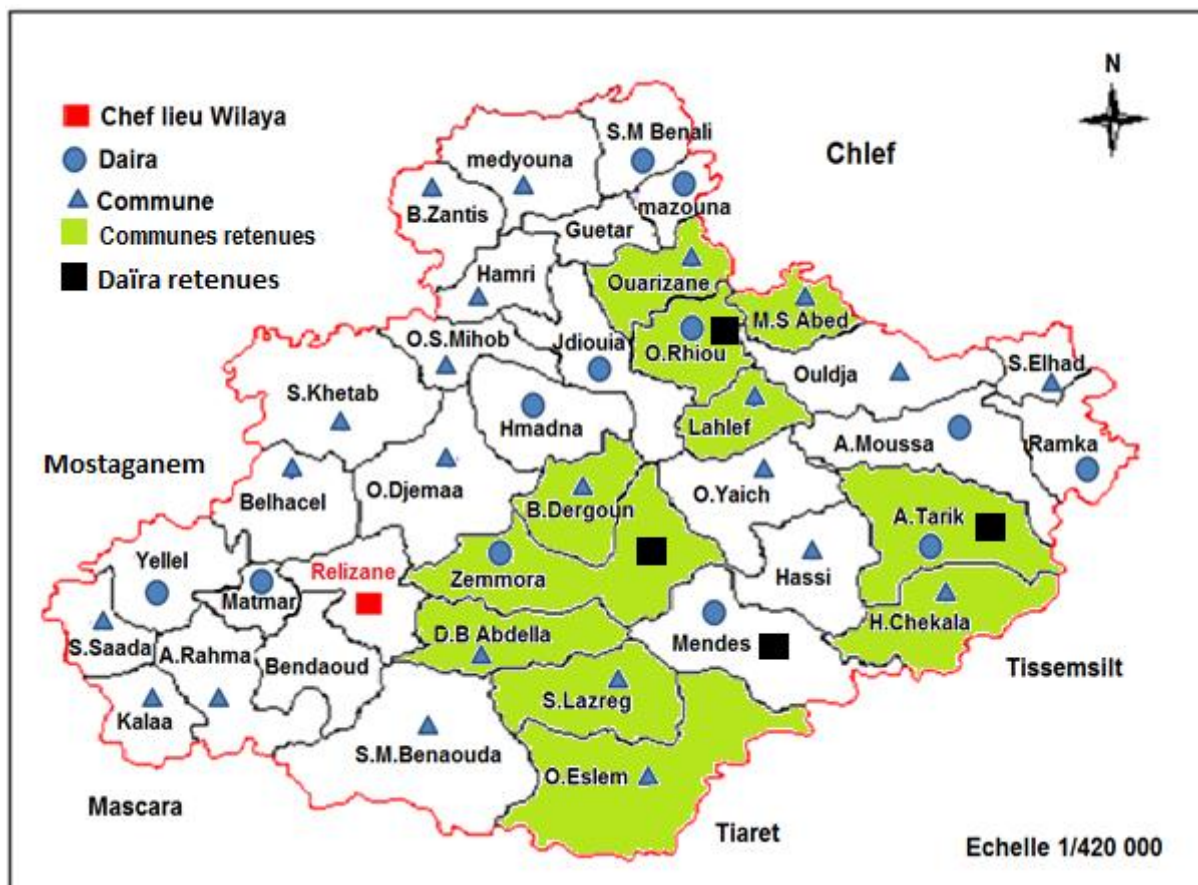 N
Chef lieu Wilaya
Daira
Commune
Communes retenues
Daïra retenues
S.M Benali
Chlef
medyouna
B.Zantis
mazouna
Guetar
Hamri
Ouarizane
M.S Abed
O.S.Mihob
Jdiouia
O.Rhiou
Ouldja
S.Elhad
S.Khetab
Hmadna
Lahlef
A.Moussa
Ramka
Mostaganem
Belhacel
O.Djemaa
B.Dergoun
O.Yaich
A.Tarik
Yellel
Matmar
Relizane
Zemmora
Hassi
S.Saada
A.Rahma
Bendaoud
D.B Abdella
Mendes
H.Chekala
Tissemsilt
Kalaa
S.Lazreg
S.M.Benaouda
O.Eslem
Mascara
Tiaret
Echelle 1/420 000